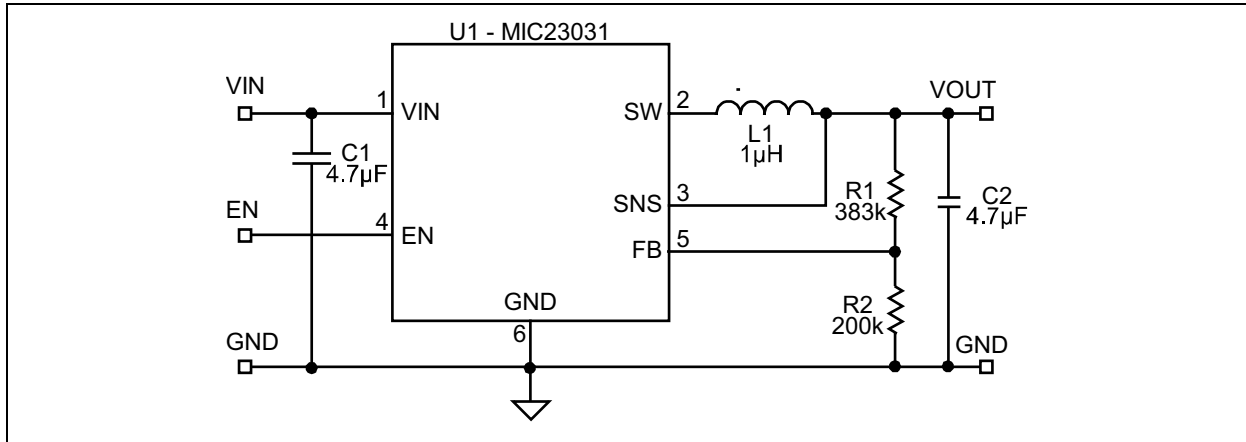 U1 - MIC23031
VIN
1
VIN
C1
4.7µF
EN
4
EN
GND
GND
6
SW
2
L1
1µH
SNS
3
FB
5
VOUT
R1
383k
C2
4.7µF
R2
200k
GND